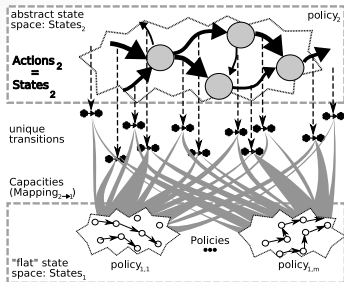 abstract state
space: States2
policy2
Actions2
=
States2
unique
transitions
Capacities
(Mapping2→1)
"flat" state
space: States1
policy1,1
Policies
policy1,m